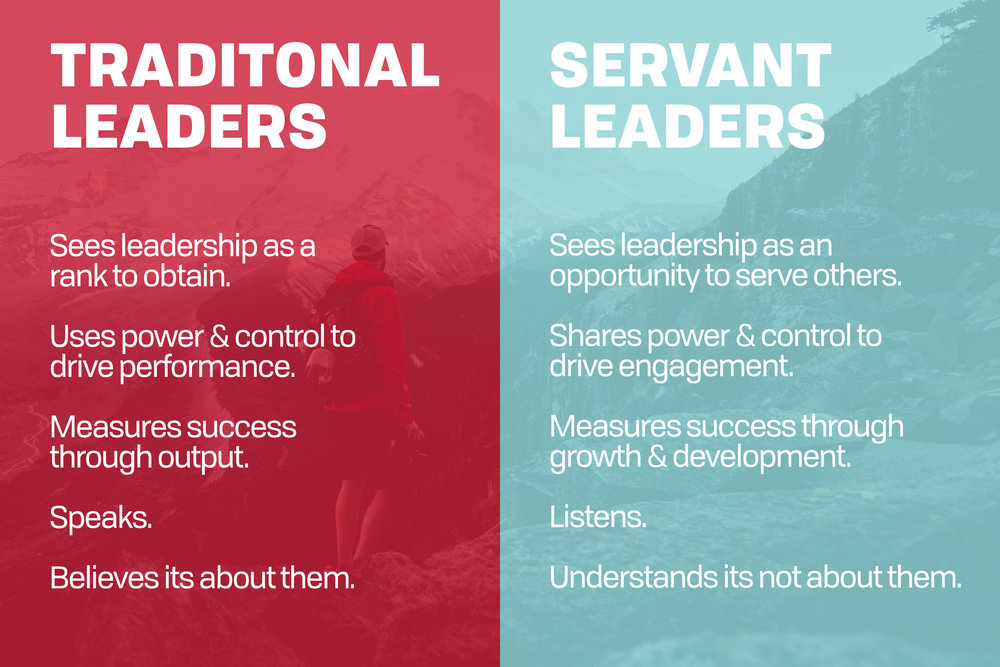 TRADITONAL
LEADERS
Sees leadership as a
rank to obtain.
Uses power & control to
drive performance.
Measures success
through output.
Speaks.
Believes its about them.
SERVANT
LEADERS
Sees leadership as an
opportunity to serve others.
Shares power & control to
drive engagement.
Measures success through
growth & development.
Listens.
Understands its not about them.